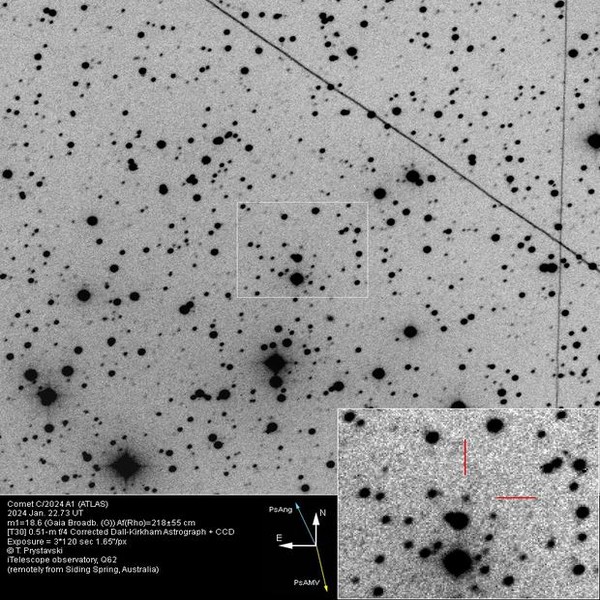 Comet C/2024 A1 (ATLAS)
2024 Jan. 22.73 UT
m1=18.6 (Gaia Broadb. (G)) Af(Rho)=218±55 cm
[T30] 0.51-m f/4 Corrected Dall-Kirkham Astrograph + CCD
Exposure = 3*120 sec 1.65"/px
© T. Prystavski
iTelescope observatory, Q62
(remotely from Siding Spring, Australia)
PsAng
N
E
PsAMV